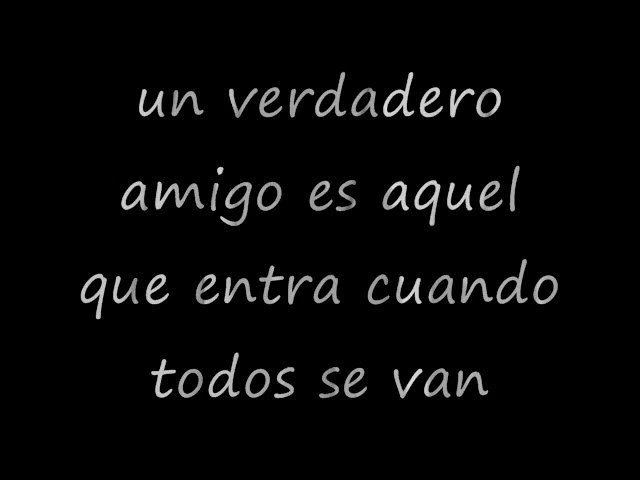 un verdadero
amigo es aquel
que entra cuando
todos se van